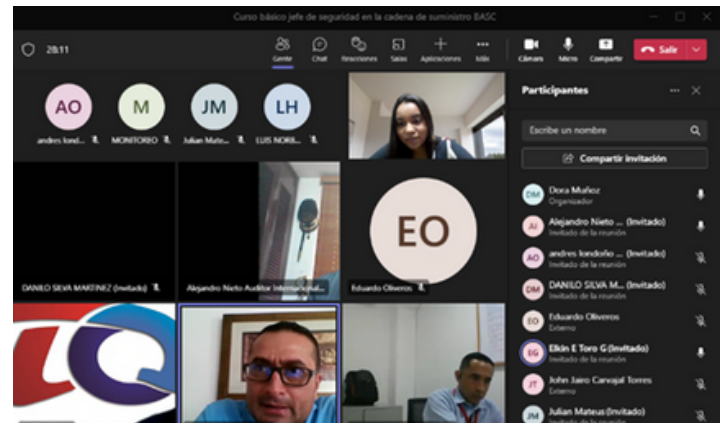 Curso básico jefe de seguridad en la cadena de suministro BASC
28:11
Gente
Chat
Reacciones
Salas
Aplicaciones
Más
Cámara
Micro
Compartir
Salir
AO
M
JM
LH
andres lond...
MONITOREO
Julian Mate...
LUIS NORB...
DANILO SILVA MARTINEZ (Invitado)
Alejandro Nieto Auditor Internacional...
EO
Eduardo Oliveros
Participantes
Escribe un nombre
Compartir invitación
DM
Dora Muñoz
Organizador
AI
Alejandro Nieto ... (Invitado)
Invitado de la reunión
AO
andres londoño ... (Invitado)
Invitado de la reunión
DM
DANILO SILVA M... (Invitado)
Invitado de la reunión
EO
Eduardo Oliveros
Externo
EG
Elkin E Toro G (Invitado)
Invitado de la reunión
JT
John Jairo Carvajal Torres
Externo
JM
Julian Mateus (Invitado)
Invitado de la reunión